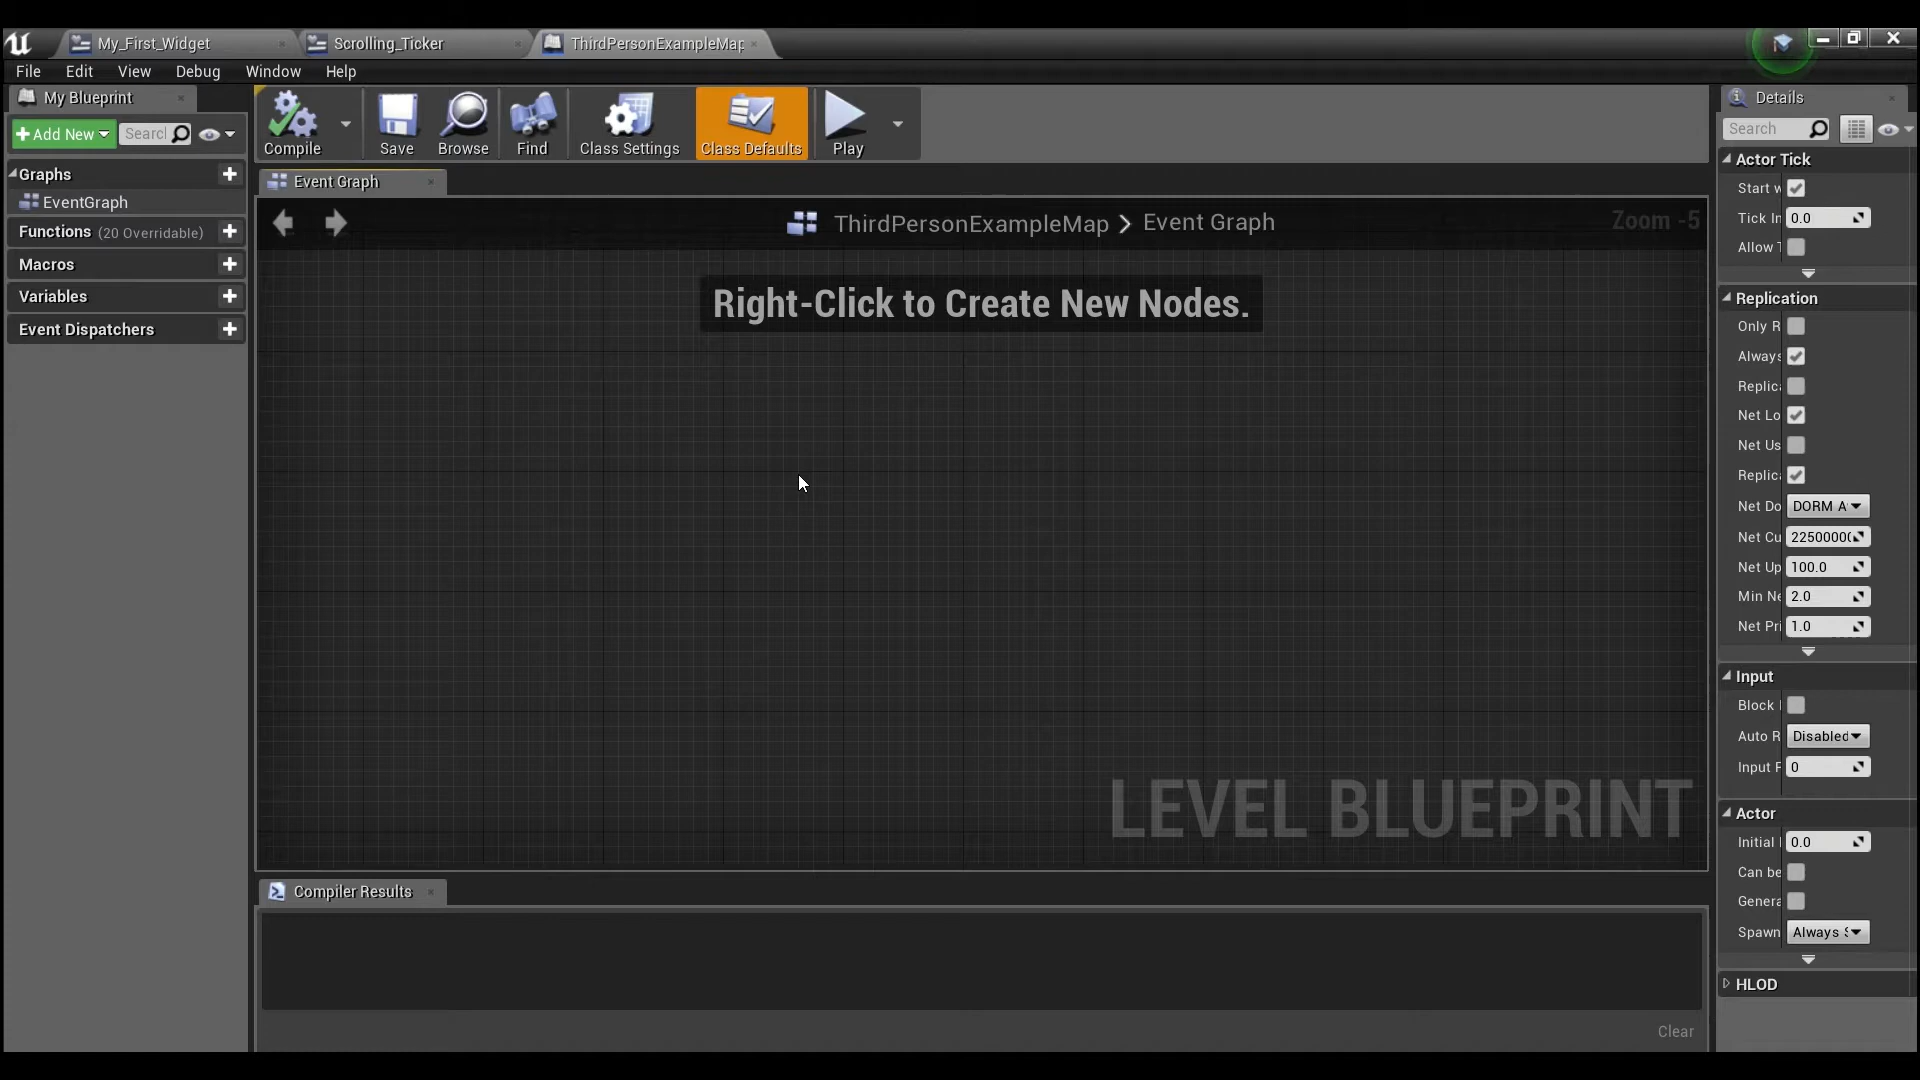 My_First_Widget
Scrolling_Ticker
ThirdPersonExampleMap
File Edit View Debug Window Help
My Blueprint
Add New
Search
Graphs
EventGraph
Functions (20 Overridable)
Macros
Variables
Event Dispatchers
Compile
Save
Browse
Find
Class Settings
Class Defaults
Play
Event Graph
ThirdPersonExampleMap > Event Graph
Zoom -5
Right-Click to Create New Nodes.
LEVEL BLUEPRINT
Compiler Results
Clear
Details
Search
Actor Tick
Start w
Tick In 0.0
Allow T
Replication
Only R
Always
Replica
Net Lo
Net Us
Replica
Net Do DORM A
Net Cu 2250000
Net Up 100.0
Min Ne 2.0
Net Pri 1.0
Input
Block I
Auto R Disabled
Input P 0
Actor
Initial 0.0
Can be
Genera
Spawn Always S
HLOD